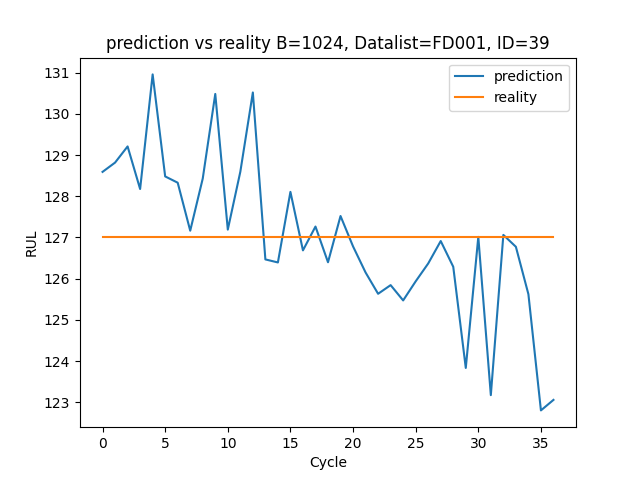 prediction vs reality B=1024, Datalist=FD001, ID=39
prediction
reality
131
130
129
128
127
126
125
124
123
RUL
0 5 10 15 20 25 30 35
Cycle